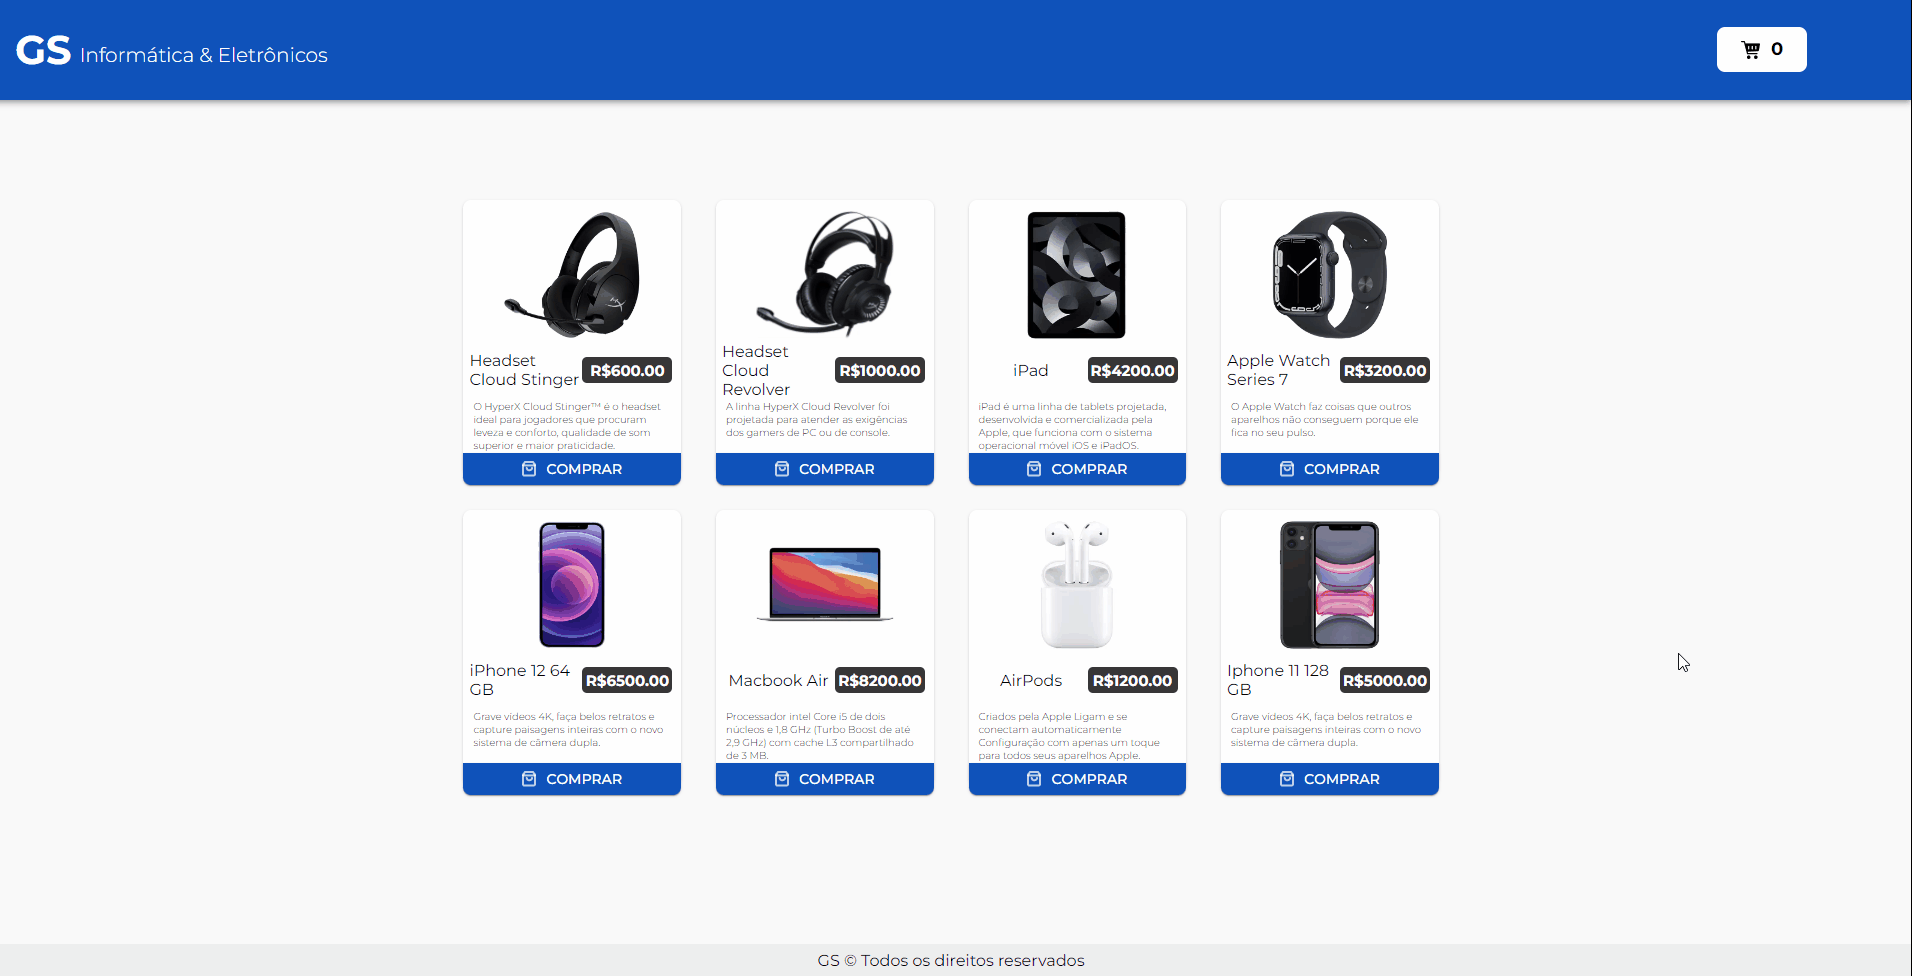 GS Informática & Eletrônicos
0
Headset
Cloud Stinger
R$600.00
O HyperX Cloud Stinger™ é o headset
ideal para jogadores que procuram
leveza e conforto, qualidade de som
superior e maior praticidade.
COMPRAR
Headset
Cloud
Revolver
R$1000.00
A linha HyperX Cloud Revolver foi
projetada para atender as exigências
dos gamers de PC ou de console.
COMPRAR
iPad
R$4200.00
iPad é uma linha de tablets projetada,
desenvolvida e comercializada pela
Apple, que funciona com o sistema
operacional móvel iOS e iPadOS.
COMPRAR
Apple Watch
Series 7
R$3200.00
O Apple Watch faz coisas que outros
aparelhos não conseguem porque ele
fica no seu pulso.
COMPRAR
iPhone 12 64
GB
R$6500.00
Grave vídeos 4K, faça belos retratos e
capture paisagens inteiras com o novo
sistema de câmera dupla.
COMPRAR
Macbook Air
R$8200.00
Processador intel Core i5 de dois
núcleos e 1,8 GHz (Turbo Boost de até
2,9 GHz) com cache L3 compartilhado
de 3 MB.
COMPRAR
AirPods
R$1200.00
Criados pela Apple Ligam e se
conectam automaticamente
Configuração com apenas um toque
para todos seus aparelhos Apple.
COMPRAR
Iphone 11 128
GB
R$5000.00
Grave vídeos 4K, faça belos retratos e
capture paisagens inteiras com o novo
sistema de câmera dupla.
COMPRAR
GS © Todos os direitos reservados